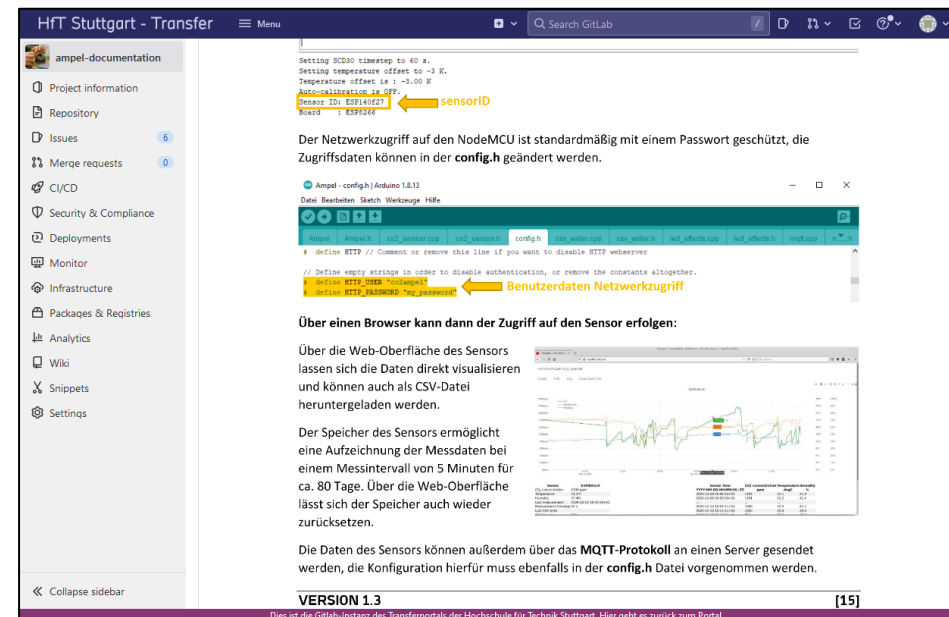 HfT Stuttgart - Transfer
Menu
Search GitLab
/
ampel-documentation
Project information
Repository
Issues 6
Merge requests 0
CI/CD
Security & Compliance
Deployments
Monitor
Infrastructure
Packages & Registries
Analytics
Wiki
Snippets
Settings
Collapse sidebar
Setting SCD30 timestep to 60 s.
Setting temperature offset to -3 K.
Temperature offset is : -3.00 K
Auto-calibration is OFF.
Sensor ID: ESP140f27 sensorID
Board : ESP8266
Der Netzwerkzugriff auf den NodeMCU ist standardmäßig mit einem Passwort geschützt, die
Zugriffsdaten können in der config.h geändert werden.
Ampel - config.h | Arduino 1.8.13
Datei Bearbeiten Sketch Werkzeuge Hilfe
Ampel Ampel.h co2_sensor.cpp co2_sensor.h config.h csv_writer.cpp csv_writer.h led_effects.cpp led_effects.h mqtt.cpp
# define HTTP // Comment or remove this line if you want to disable HTTP webserver
// Define empty strings in order to disable authentication, or remove the constants altogether.
# define HTTP_USER "co2ampel"
# define HTTP_PASSWORD "my_password"
Benutzerdaten Netzwerkzugriff
Über einen Browser kann dann der Zugriff auf den Sensor erfolgen:
Über die Web-Oberfläche des Sensors
lassen sich die Daten direkt visualisieren
und können auch als CSV-Datei
heruntergeladen werden.
Der Speicher des Sensors ermöglicht
eine Aufzeichnung der Messdaten bei
einem Messintervall von 5 Minuten für
ca. 80 Tage. Über die Web-Oberfläche
lässt sich der Speicher auch wieder
zurücksetzen.
Die Daten des Sensors können außerdem über das MQTT-Protokoll an einen Server gesendet
werden, die Konfiguration hierfür muss ebenfalls in der config.h Datei vorgenommen werden.
VERSION 1.3 [15]
Dies ist die Gitlab-Instanz des Transferportals der Hochschule für Technik Stuttgart. Hier geht es zurück zum Portal